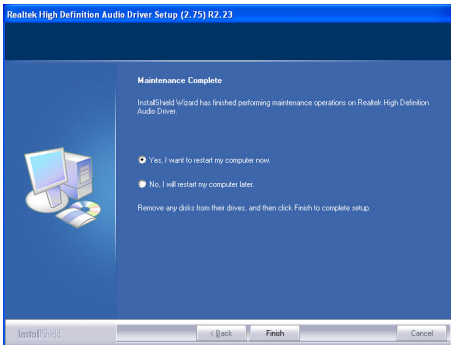 Realtek High Definition Audio Driver Setup (2.75) R2.23
Maintenance Complete
InstallShield Wizard has finished performing maintenance operations on Realtek High Definition
Audio Driver.
Yes, I want to restart my computer now.
No, I will restart my computer later.
Remove any disks from their drives, and then click Finish to complete setup.
InstallShield
< Back
Finish
Cancel